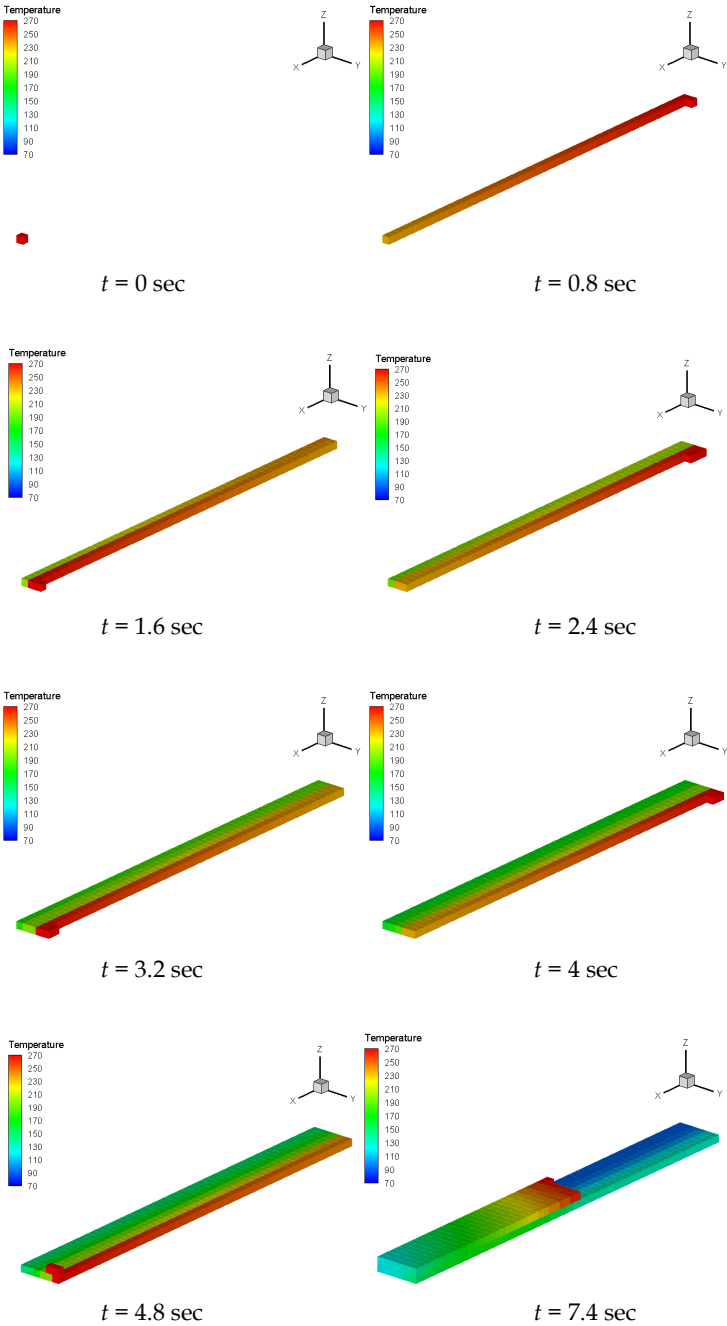 Temperature
270
250
230
210
190
170
150
130
110
90
70
Z
X
Y
t = 0 sec
Temperature
270
250
230
210
190
170
150
130
110
90
70
Z
X
Y
t = 0.8 sec
Temperature
270
250
230
210
190
170
150
130
110
90
70
Z
X
Y
t = 1.6 sec
Temperature
270
250
230
210
190
170
150
130
110
90
70
Z
X
Y
t = 2.4 sec
Temperature
270
250
230
210
190
170
150
130
110
90
70
Z
X
Y
t = 3.2 sec
Temperature
270
250
230
210
190
170
150
130
110
90
70
Z
X
Y
t = 4 sec
Temperature
270
250
230
210
190
170
150
130
110
90
70
Z
X
Y
t = 4.8 sec
Temperature
270
250
230
210
190
170
150
130
110
90
70
Z
X
Y
t = 7.4 sec